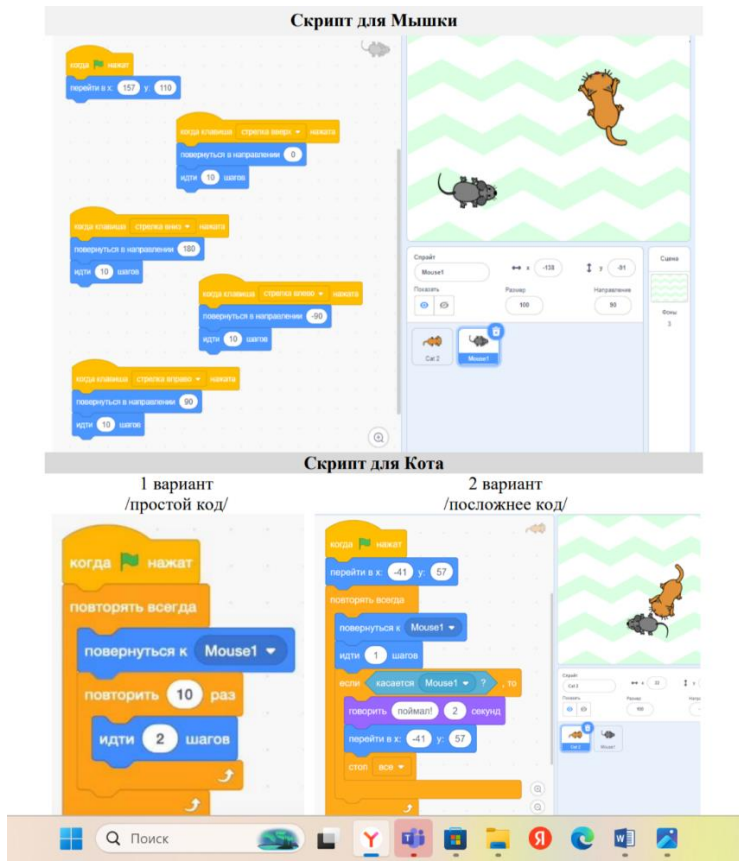 Скрипт для Мышки
когда нажат
перейти в x: 157 y: 110
когда клавиша стрелка вверх нажата
повернуться в направлении 0
идти 10 шагов
когда клавиша стрелка вниз нажата
повернуться в направлении 180
идти 10 шагов
когда клавиша стрелка влево нажата
повернуться в направлении -90
идти 10 шагов
когда клавиша стрелка вправо нажата
повернуться в направлении 90
идти 10 шагов
Спрайт
Mouse1
x -138
y -91
Показать
Размер
100
Направление
90
Cat 2
Mouse1
Сцена
Фоны
3
Скрипт для Кота
1 вариант
/простой код/
когда нажат
повторять всегда
повернуться к Mouse1
повторить 10 раз
идти 2 шагов
2 вариант
/посложнее код/
когда нажат
перейти в x: -41 y: 57
повторять всегда
повернуться к Mouse1
идти 1 шагов
если касается Mouse1 ? , то
говорить поймал! 2 секунд
перейти в x: -41 y: 57
стоп все
Спрайт
Cat 2
Показать
Размер
100
Cat 2
Mouse1
Поиск